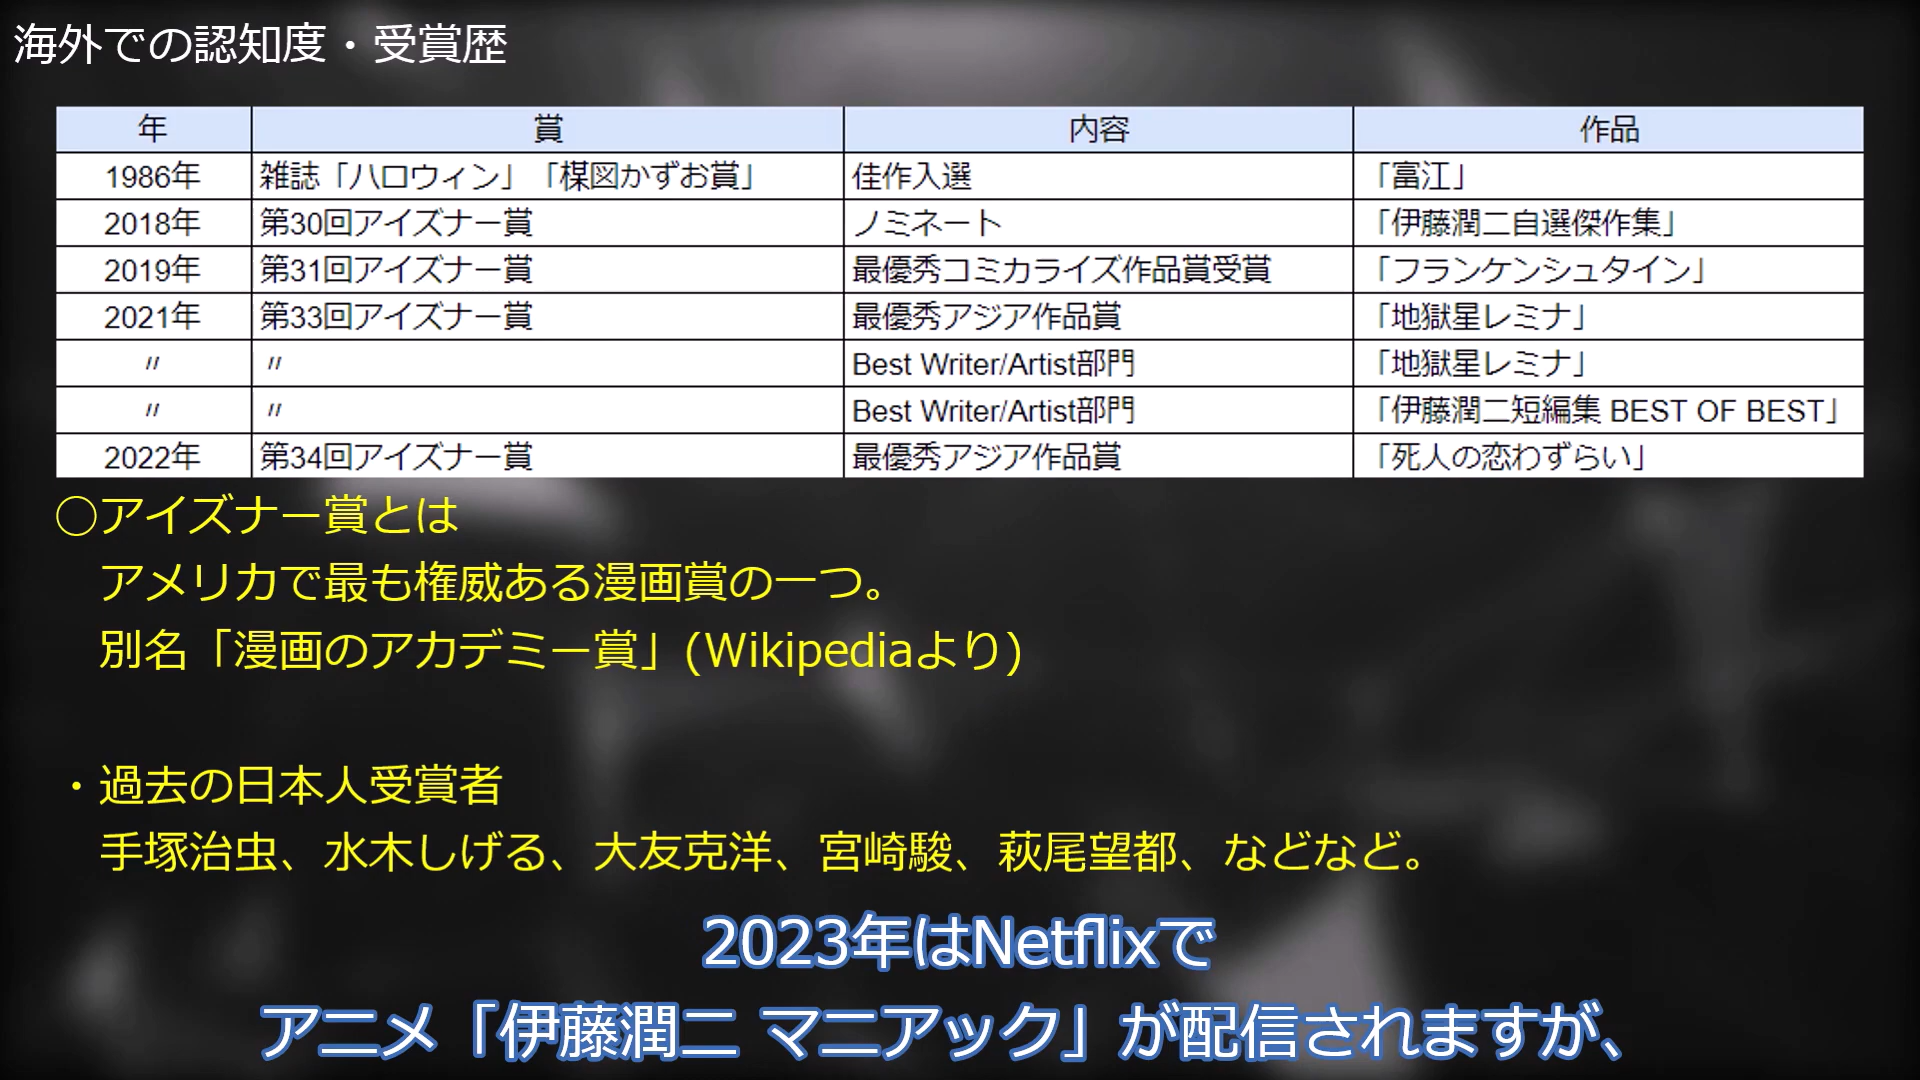 海外での認知度・受賞歴
年 賞 内容 作品
1986年 雑誌「ハロウィン」「楳図かずお賞」 佳作入選 「富江」
2018年 第30回アイズナー賞 ノミネート 「伊藤潤二自選傑作集」
2019年 第31回アイズナー賞 最優秀コミカライズ作品賞受賞 「フランケンシュタイン」
2021年 第33回アイズナー賞 最優秀アジア作品賞 「地獄星レミナ」
〃 〃 Best Writer/Artist部門 「地獄星レミナ」
〃 〃 Best Writer/Artist部門 「伊藤潤二短編集 BEST OF BEST」
2022年 第34回アイズナー賞 最優秀アジア作品賞 「死人の恋わずらい」
○アイズナー賞とは
アメリカで最も権威ある漫画賞の一つ。
別名「漫画のアカデミー賞」(Wikipediaより)
・過去の日本人受賞者
手塚治虫、水木しげる、大友克洋、宮崎駿、萩尾望都、などなど。
2023年はNetflixで
アニメ「伊藤潤二 マニアック」が配信されますが、